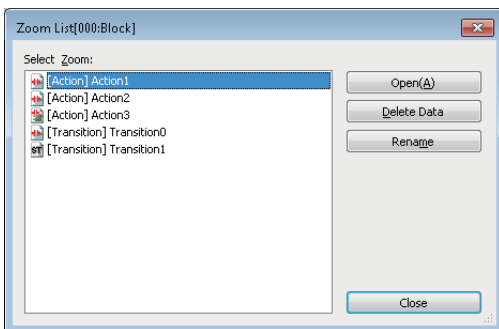 Zoom List[000:Block]
Select Zoom:
[Action] Action1
[Action] Action2
[Action] Action3
[Transition] Transition0
ST [Transition] Transition1
Open(A)
Delete Data
Rename
Close